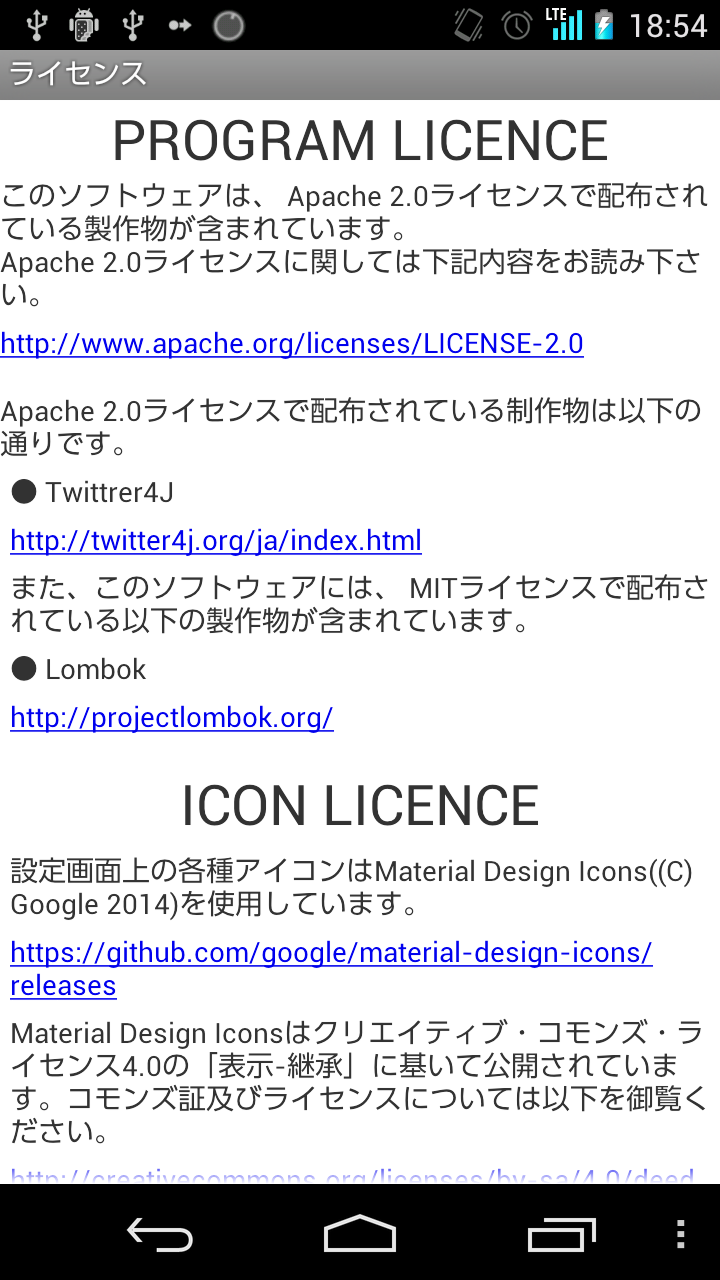 LTE 18:54
ライセンス
PROGRAM LICENCE
このソフトウェアは、 Apache 2.0ライセンスで配布され
ている製作物が含まれています。
Apache 2.0ライセンスに関しては下記内容をお読み下さ
い。
http://www.apache.org/licenses/LICENSE-2.0
Apache 2.0ライセンスで配布されている制作物は以下の
通りです。
● Twittrer4J
http://twitter4j.org/ja/index.html
また、このソフトウェアには、 MITライセンスで配布さ
れている以下の製作物が含まれています。
● Lombok
http://projectlombok.org/
ICON LICENCE
設定画面上の各種アイコンはMaterial Design Icons((C)
Google 2014)を使用しています。
https://github.com/google/material-design-icons/
releases
Material Design Iconsはクリエイティブ・コモンズ・ラ
イセンス4.0の「表示-継承」に基いて公開されていま
す。コモンズ証及びライセンスについては以下を御覧く
ださい。
http://creativecommons.org/licenses/by-sa/4.0/deed